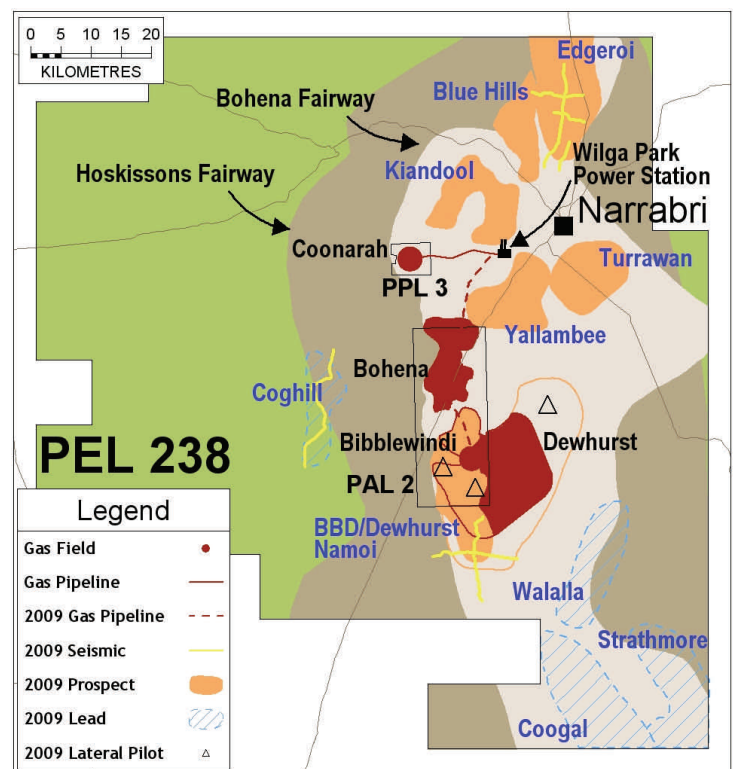 0 5 10 15 20
KILOMETRES
Edgeroi
Blue Hills
Bohena Fairway
Wilga Park
Power Station
Kiandool
Hoskissons Fairway
Narrabri
Coonarah
Turrawan
PPL 3
Yallambee
Bohena
Coghill
Bibblewindi
Dewhurst
PEL 238
PAL 2
BBD/Dewhurst
Namoi
Walalla
Strathmore
Coogal
Legend
Gas Field
Gas Pipeline
2009 Gas Pipeline
2009 Seismic
2009 Prospect
2009 Lead
2009 Lateral Pilot